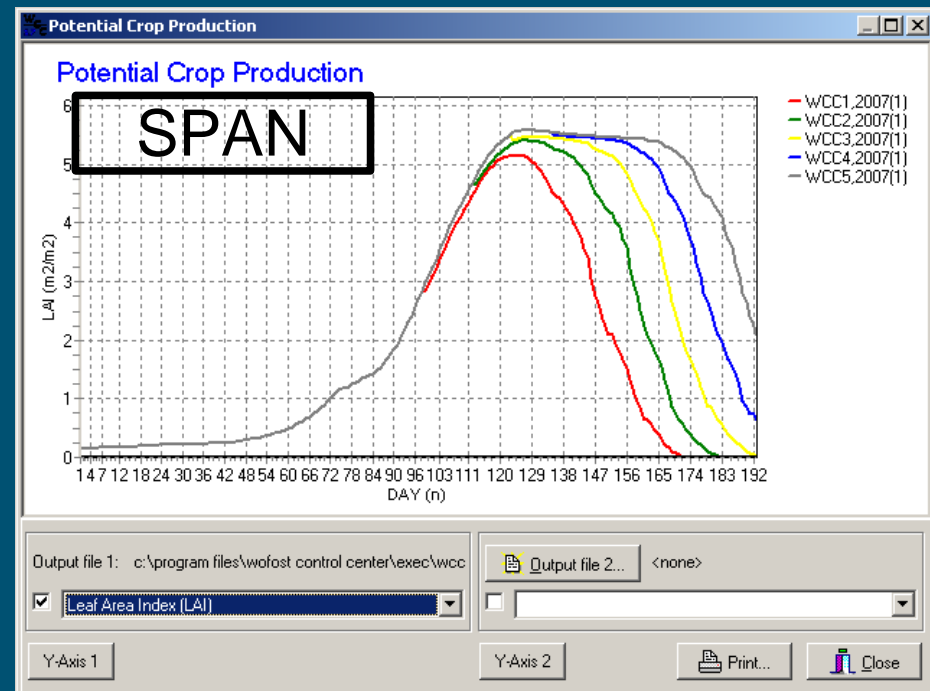 Potential Crop Production
Potential Crop Production
SPAN
WCC1,2007(1)
WCC2,2007(1)
WCC3,2007(1)
WCC4,2007(1)
WCC5,2007(1)
LAI (m2/m2)
6
5
4
3
2
1
0
1 4 7 12 18 24 30 36 42 48 54 60 66 72 78 84 90 96 103 111 120 129 138 147 156 165 174 183 192
DAY (n)
Output file 1: c:\program files\wofost control center\exec\wcc
Output file 2... <none>
Leaf Area Index (LAI)
Y-Axis 1
Y-Axis 2
Print...
Close